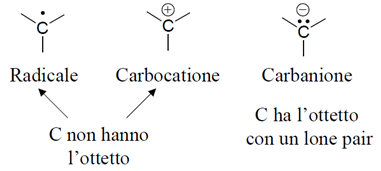 C C C
Radicale Carbocatione Carbanione
C non hanno
l'ottetto
C ha l'ottetto
con un lone pair